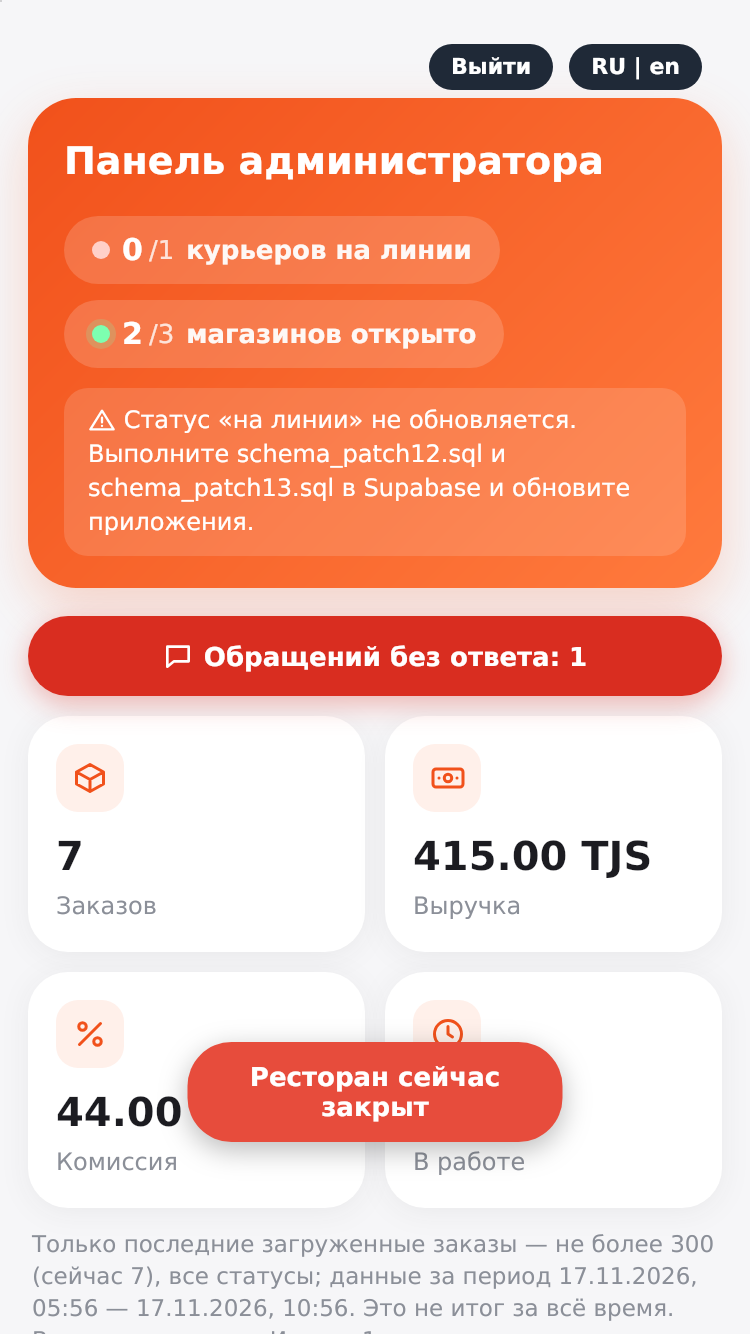 Выйти
RU | en
Панель администратора
0 /1 курьеров на линии
2 /3 магазинов открыто
Статус «на линии» не обновляется.
Выполните schema_patch12.sql и
schema_patch13.sql в Supabase и обновите
приложения.
Обращений без ответа: 1
7
Заказов
415.00 TJS
Выручка
44.00
Комиссия
В работе
Ресторан сейчас
закрыт
Только последние загруженные заказы — не более 300
(сейчас 7), все статусы; данные за период 17.11.2026,
05:56 — 17.11.2026, 10:56. Это не итог за всё время.